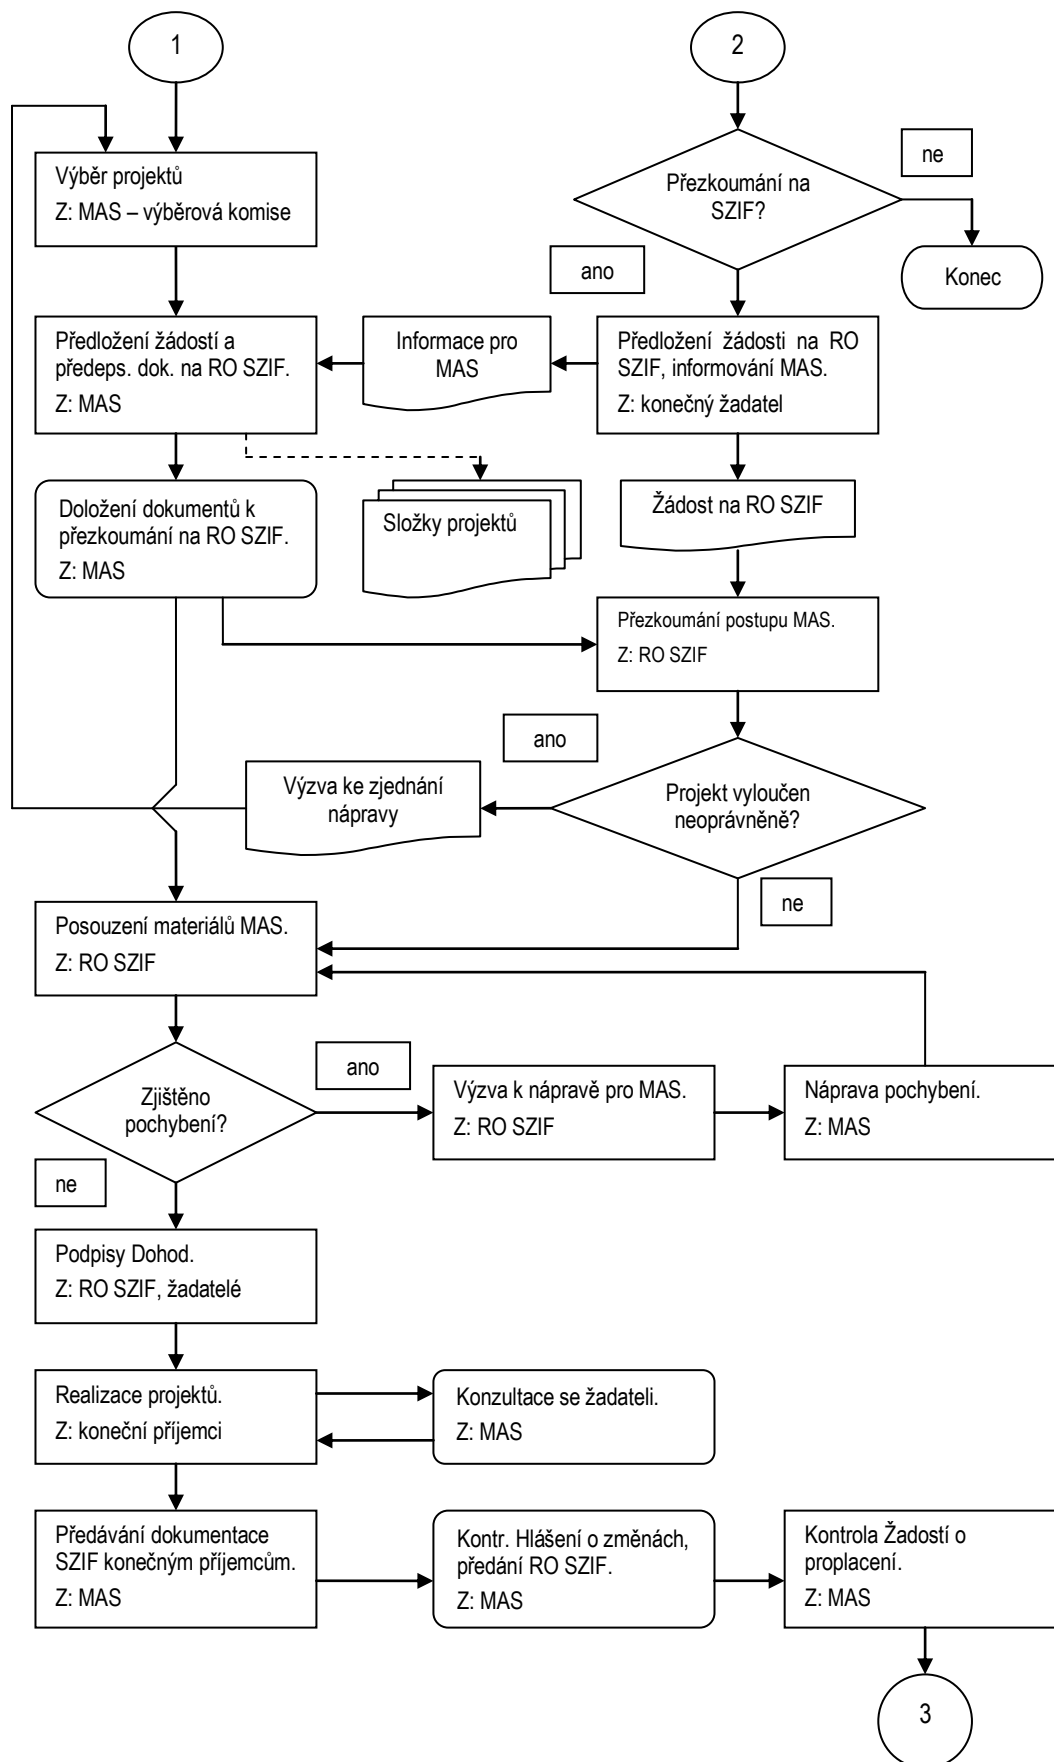 1
2
Výběr projektů
Z: MAS – výběrová komise
Přezkoumání na
SZIF?
ne
Konec
ano
Předložení žádostí a
předeps. dok. na RO SZIF.
Z: MAS
Informace pro
MAS
Předložení žádosti na RO
SZIF, informování MAS.
Z: konečný žadatel
Doložení dokumentů k
přezkoumání na RO SZIF.
Z: MAS
Složky projektů
Žádost na RO SZIF
Přezkoumání postupu MAS.
Z: RO SZIF
ano
Výzva ke zjednání
nápravy
Projekt vyloučen
neoprávněně?
ne
Posouzení materiálů MAS.
Z: RO SZIF
Zjištěno
pochybení?
ano
Výzva k nápravě pro MAS.
Z: RO SZIF
Náprava pochybení.
Z: MAS
ne
Podpisy Dohod.
Z: RO SZIF, žadatelé
Realizace projektů.
Z: koneční příjemci
Konzultace se žadateli.
Z: MAS
Předávání dokumentace
SZIF konečným příjemcům.
Z: MAS
Kontr. Hlášení o změnách,
předání RO SZIF.
Z: MAS
Kontrola Žadostí o
proplacení.
Z: MAS
3